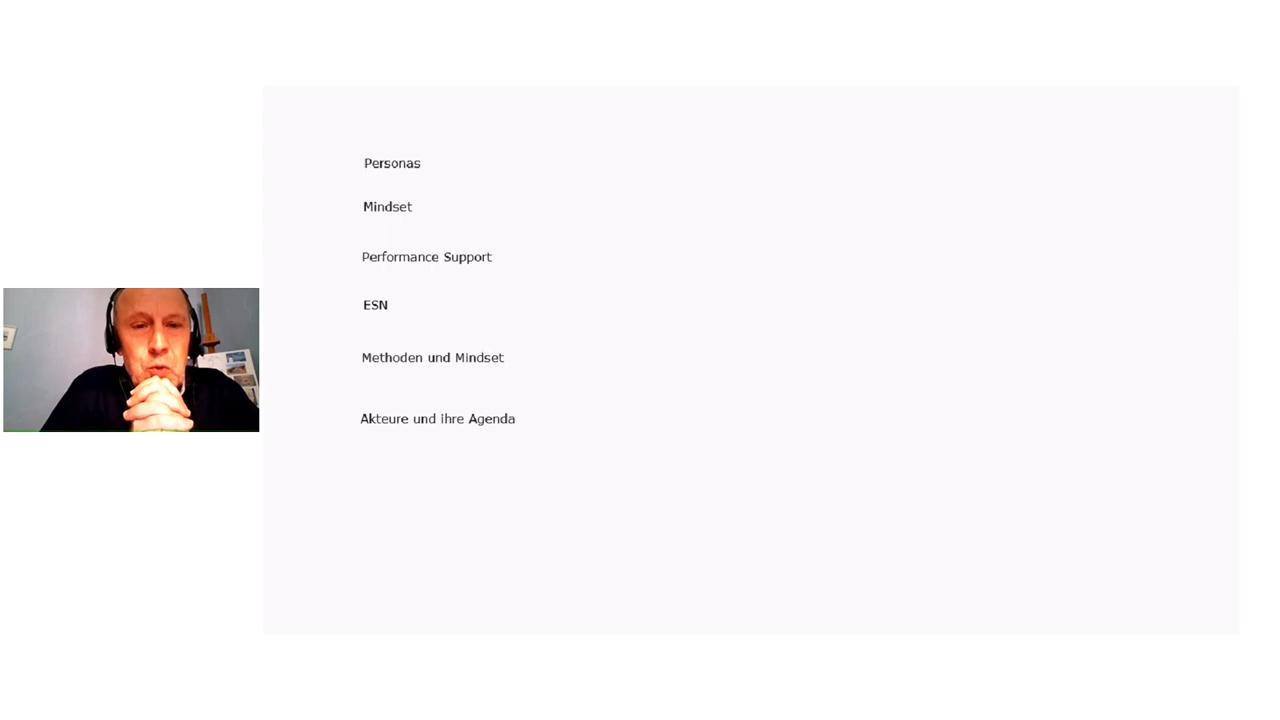 Personas
Mindset
Performance Support
ESN
Methoden und Mindset
Akteure und ihre Agenda